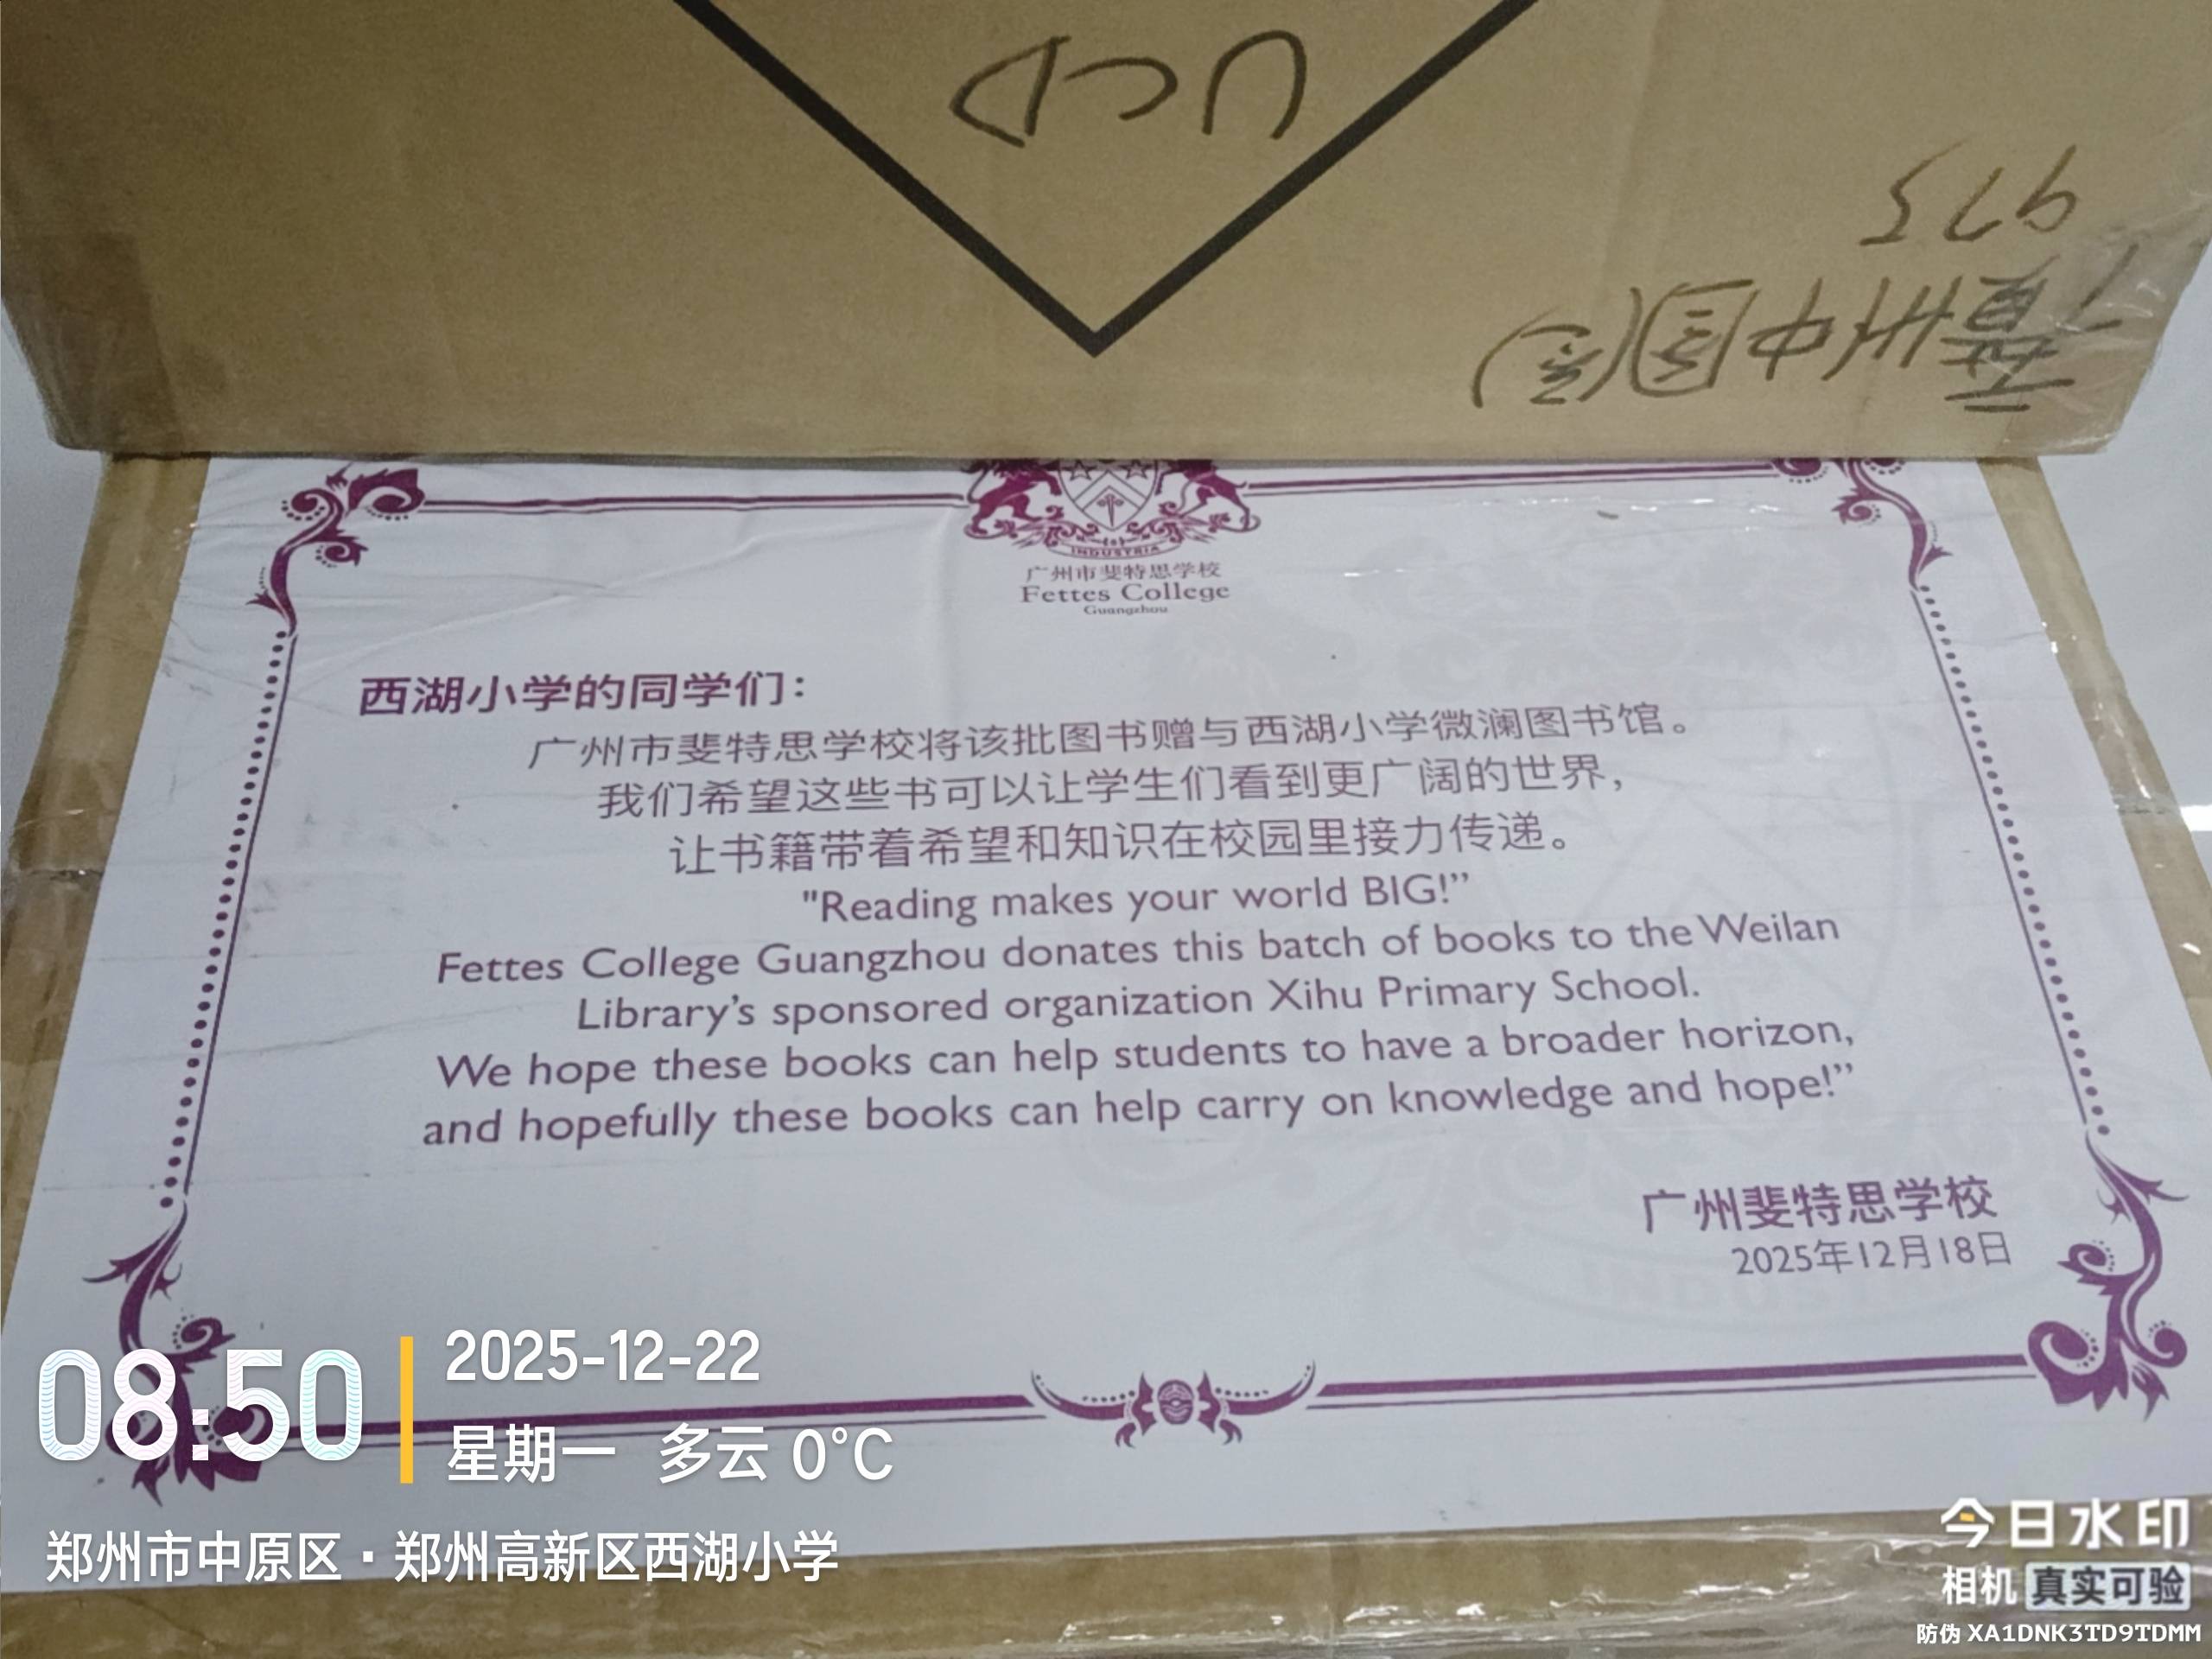 975
INDUSTRIA
广州市斐特思学校
Fettes College
Guangzhou
西湖小学的同学们：
广州市斐特思学校将该批图书赠与西湖小学微澜图书馆。
我们希望这些书可以让学生们看到更广阔的世界，
让书籍带着希望和知识在校园里接力传递。
"Reading makes your world BIG!”
Fettes College Guangzhou donates this batch of books to the Weilan
Library’s sponsored organization Xihu Primary School.
We hope these books can help students to have a broader horizon,
and hopefully these books can help carry on knowledge and hope!”
广州斐特思学校
2025年12月18日
08:50
2025-12-22
星期一 多云 0°C
郑州市中原区·郑州高新区西湖小学
今日水印
相机 真实可验
防伪 XA1DNK3TD9TDMM